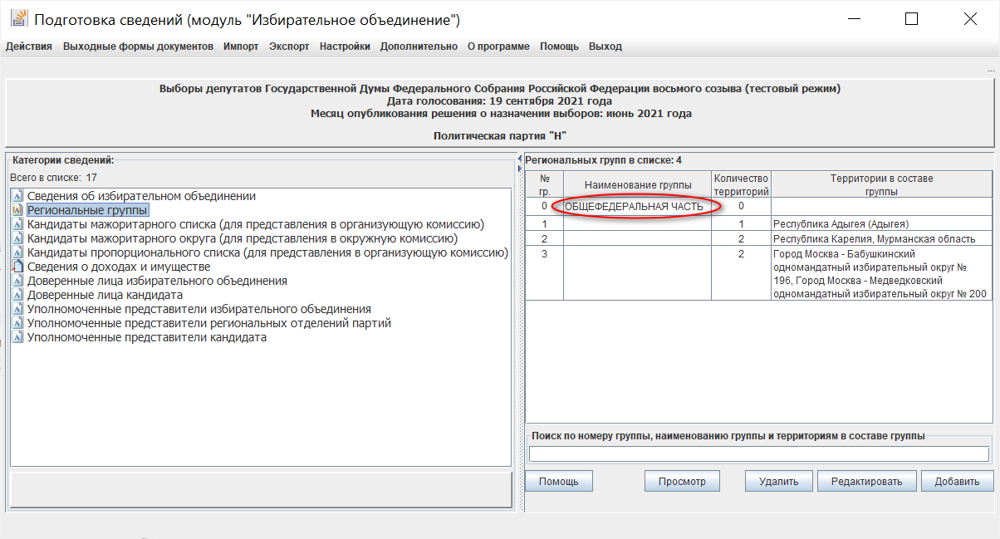 Подготовка сведений (модуль "Избирательное объединение")
Действия Выходные формы документов Импорт Экспорт Настройки Дополнительно О программе Помощь Выход
...
Выборы депутатов Государственной Думы Федерального Собрания Российской Федерации восьмого созыва (тестовый режим)
Дата голосования: 19 сентября 2021 года
Месяц опубликования решения о назначении выборов: июнь 2021 года
Политическая партия "Н"
Категории сведений:
Всего в списке: 17
Сведения об избирательном объединении
Региональные группы
Кандидаты мажоритарного списка (для представления в организующую комиссию)
Кандидаты мажоритарного округа (для представления в окружную комиссию)
Кандидаты пропорционального списка (для представления в организующую комиссию)
Сведения о доходах и имуществе
Доверенные лица избирательного объединения
Доверенные лица кандидата
Уполномоченные представители избирательного объединения
Уполномоченные представители региональных отделений партий
Уполномоченные представители кандидата
Региональных групп в списке: 4
№ гр. Наименование группы Количество территорий Территории в составе группы
0 ОБЩЕФЕДЕРАЛЬНАЯ ЧАСТЬ 0
1 1 Республика Адыгея (Адыгея)
2 2 Республика Карелия, Мурманская область
3 2 Город Москва - Бабушкинский
одномандатный избирательный округ №
196, Город Москва - Медведковский
одномандатный избирательный округ № 200
Поиск по номеру группы, наименованию группы и территориям в составе группы
Помощь Просмотр Удалить Редактировать Добавить